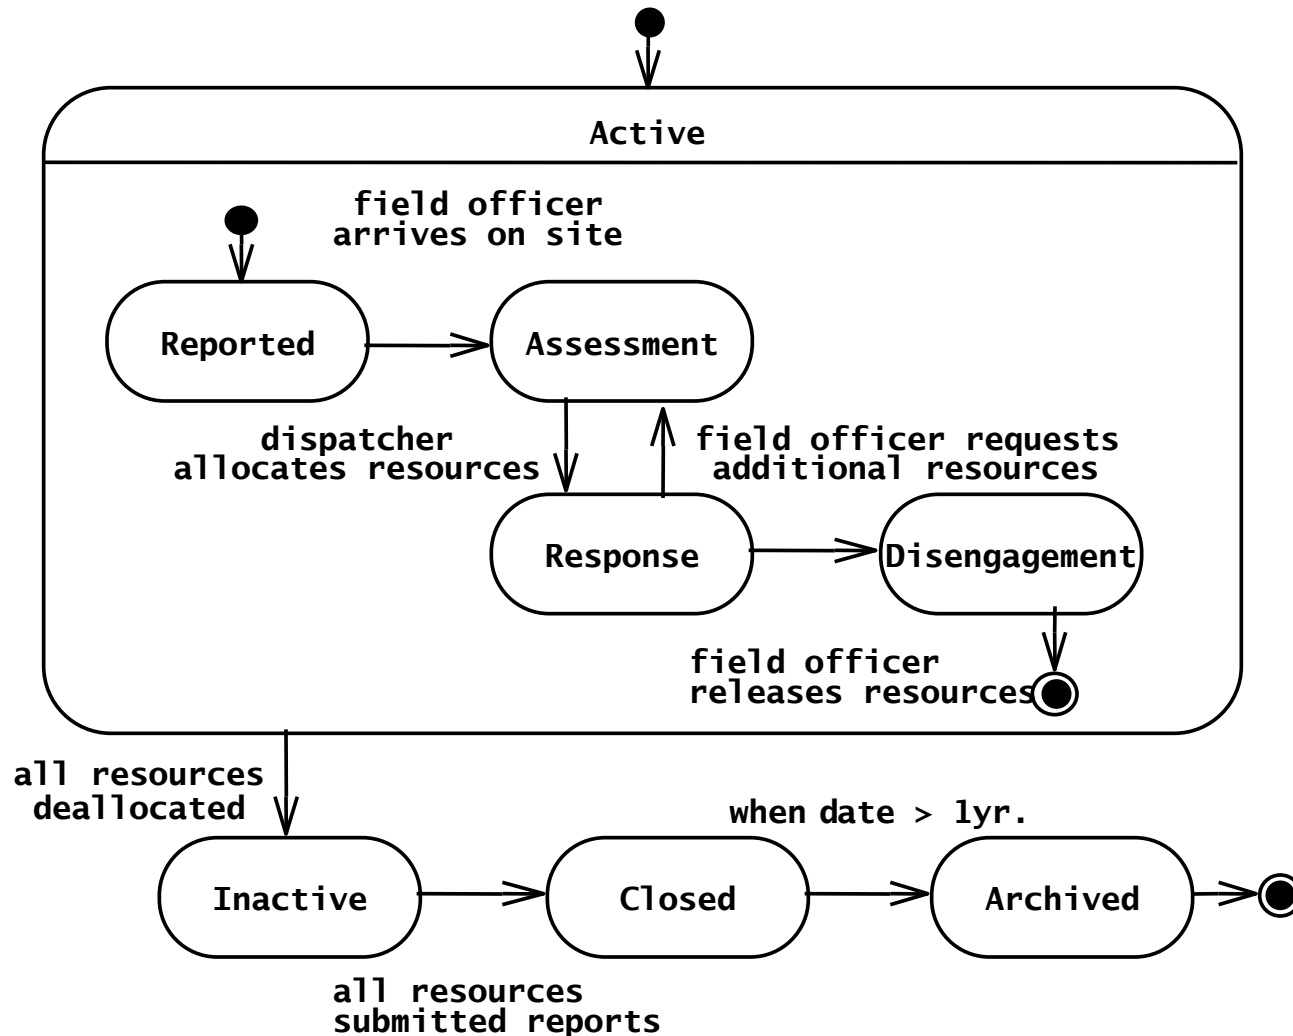 Active
field officer
arrives on site
Reported
Assessment
dispatcher
allocates resources
field officer requests
additional resources
Response
Disengagement
field officer
releases resources
all resources
deallocated
when date > 1yr.
Inactive
Closed
Archived
all resources
submitted reports